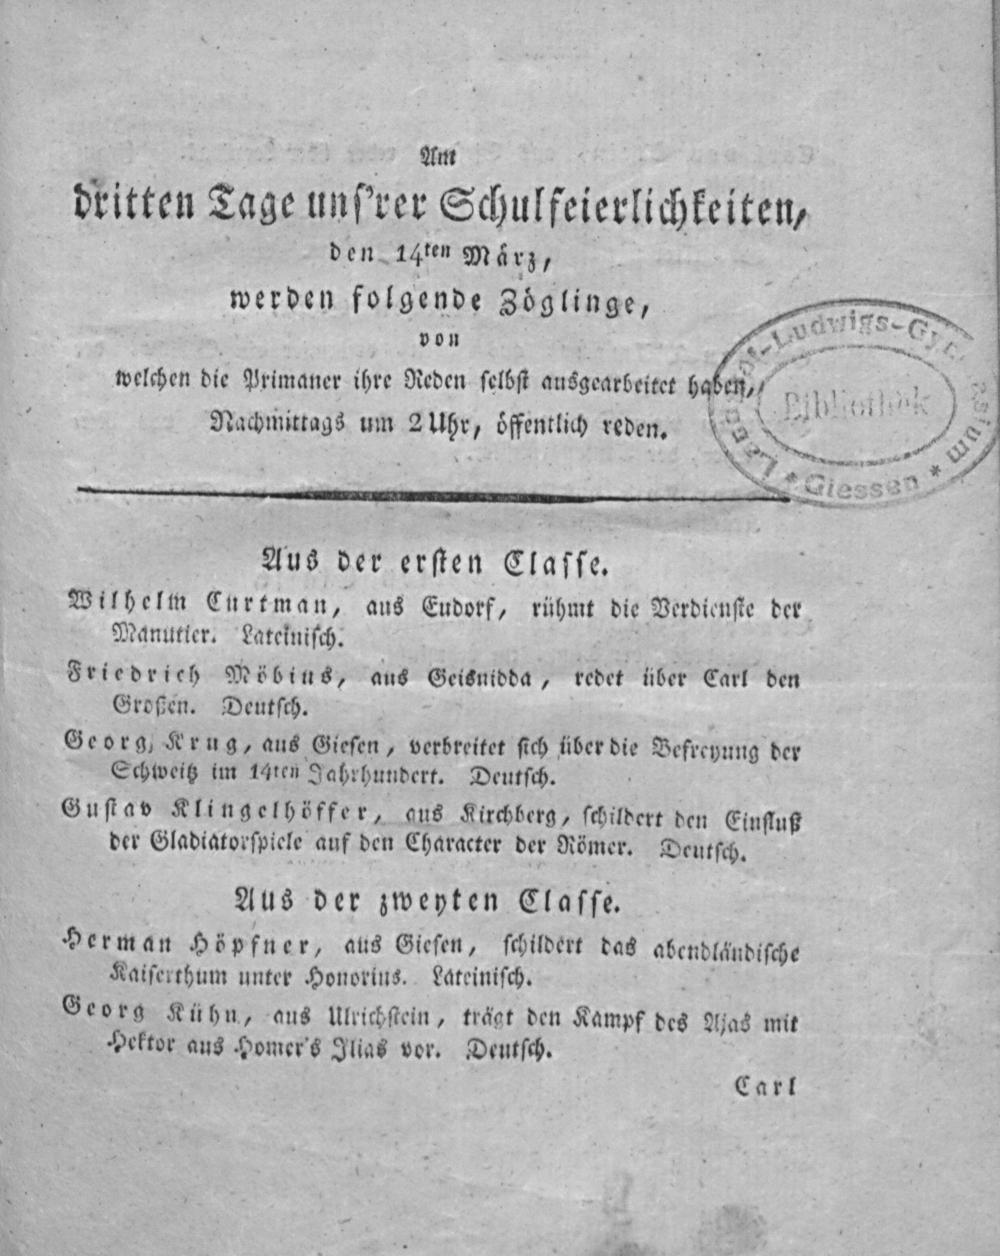 Am
dritten Tage uns'rer Schulfeierlichkeiten,
den 14ten März,
werden folgende Zöglinge,
von
welchen die Primaner ihre Reden selbst ausgearbeitet haben,
Nachmittags um 2 Uhr, öffentlich reden.
Landgraf-Ludwigs-Gymnasium
Bibliothek
* Giessen *
Aus der ersten Classe.
Wilhelm Curtman, aus Eudorf, rühmt die Verdienste der
Manutier. Lateinisch.
Friedrich Möbius, aus Geisnidda, redet über Carl den
Großen. Deutsch.
Georg Krug, aus Giesen, verbreitet sich über die Befreyung der
Schweitz im 14ten Jahrhundert. Deutsch.
Gustav Klingelhöffer, aus Kirchberg, schildert den Einfluß
der Gladiatorspiele auf den Character der Römer. Deutsch.
Aus der zweyten Classe.
Herman Höpfner, aus Giesen, schildert das abendländische
Kaiserthum unter Honorius. Lateinisch.
Georg Kühn, aus Ulrichstein, trägt den Kampf des Ajas mit
Hektor aus Homer's Ilias vor. Deutsch.
Carl